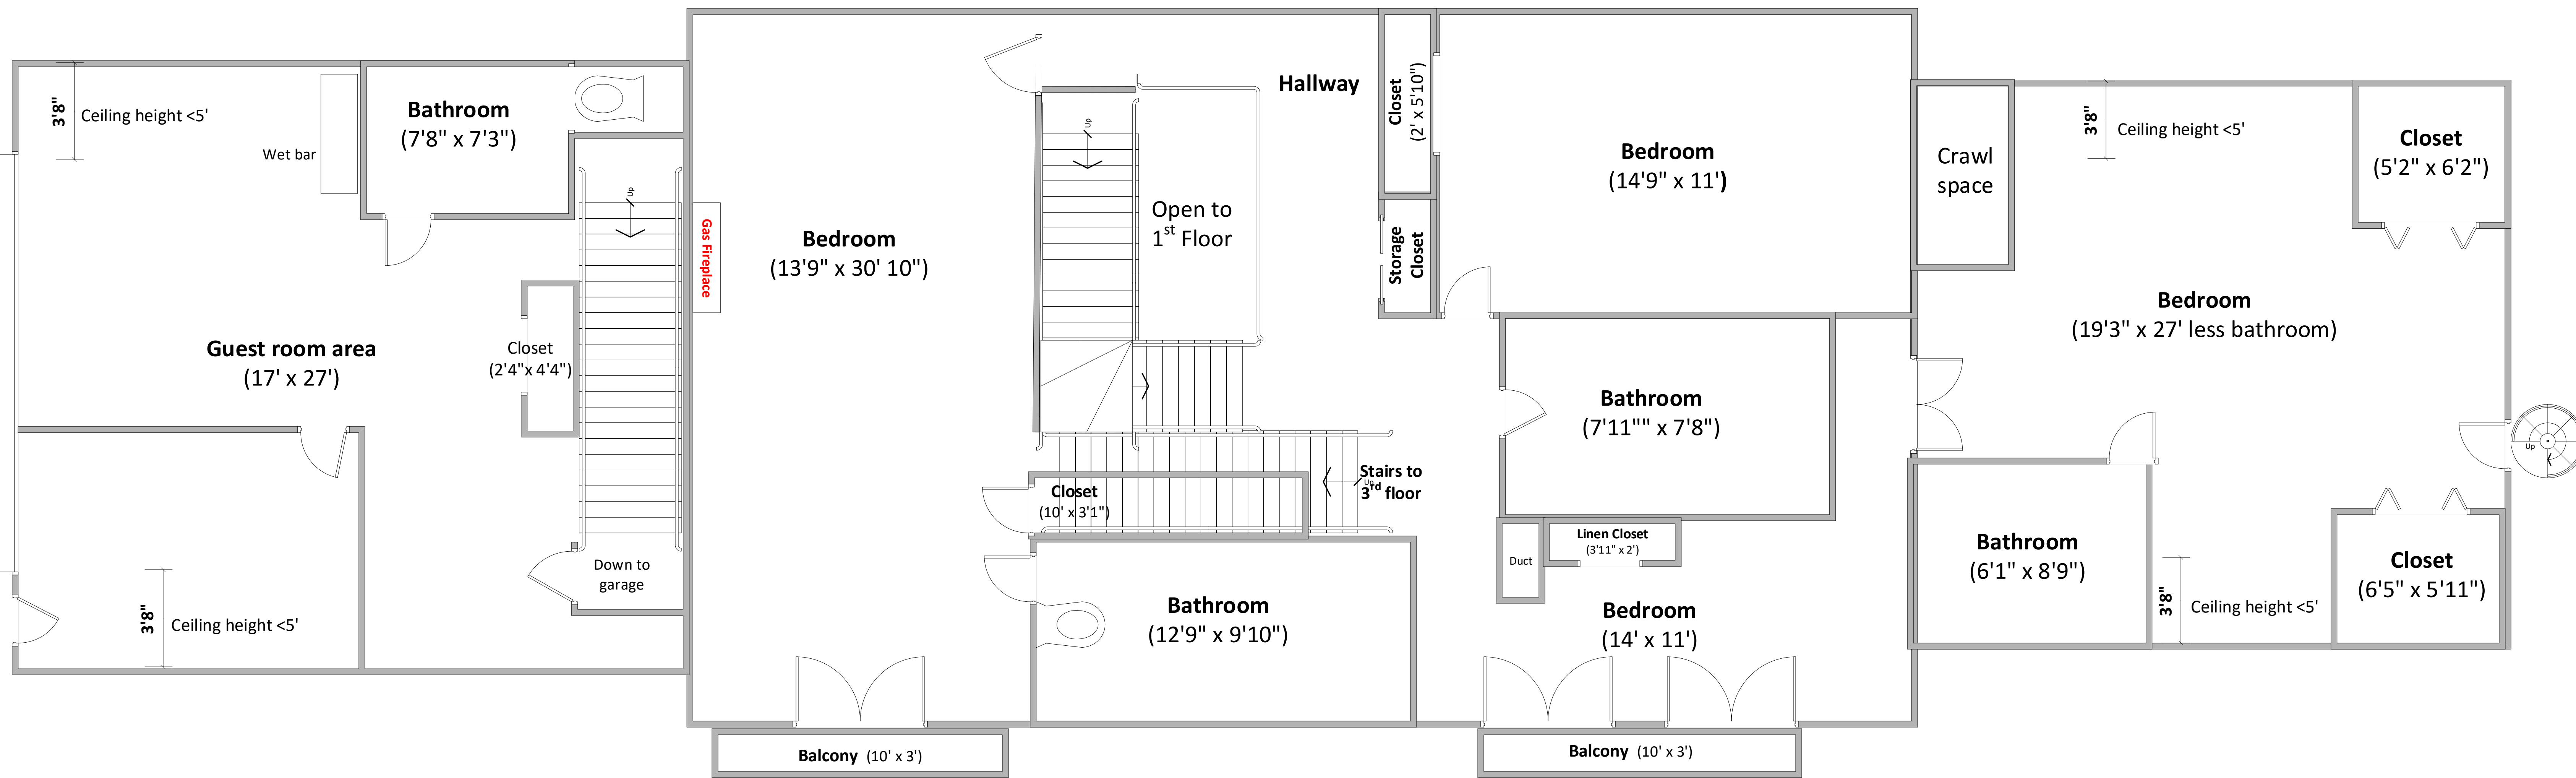 3'8"
Ceiling height <5'
Wet bar
Bathroom
(7'8" x 7'3")
Up
Guest room area
(17' x 27')
Closet
(2'4"x 4'4")
3'8"
Ceiling height <5'
Down to
garage
Gas Fireplace
Bedroom
(13'9" x 30' 10")
Up
Open to
1st Floor
Hallway
Closet
(2' x 5'10")
Storage
Closet
Stairs to
3rd floor
Up
Closet
(10' x 3'1")
Bathroom
(12'9" x 9'10")
Balcony (10' x 3')
Bedroom
(14'9" x 11')
Bathroom
(7'11"" x 7'8")
Duct
Linen Closet
(3'11" x 2')
Bedroom
(14' x 11')
Balcony (10' x 3')
Crawl
space
3'8"
Ceiling height <5'
Closet
(5'2" x 6'2")
Bedroom
(19'3" x 27' less bathroom)
Up
Bathroom
(6'1" x 8'9")
3'8"
Ceiling height <5'
Closet
(6'5" x 5'11")